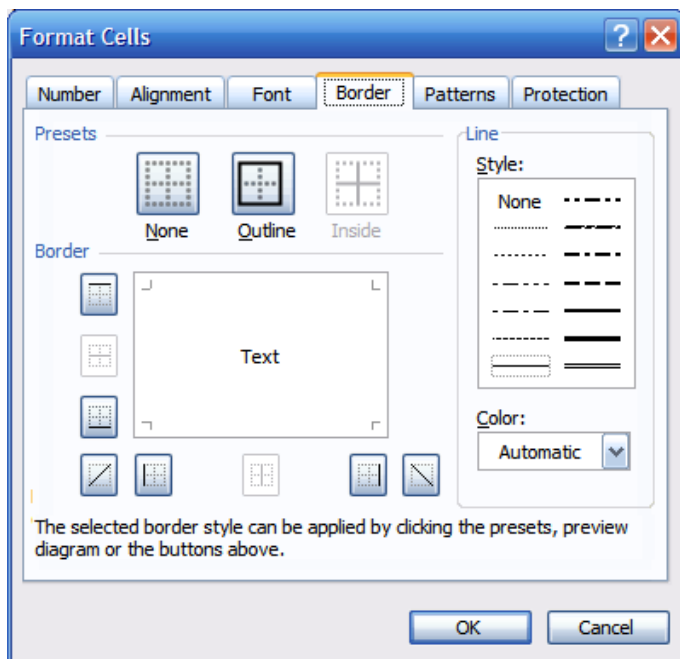 Format Cells
Number Alignment Font Border Patterns Protection
Presets
None Outline Inside
Border
Text
Line
Style:
None
Color:
Automatic
The selected border style can be applied by clicking the presets, preview
diagram or the buttons above.
OK Cancel